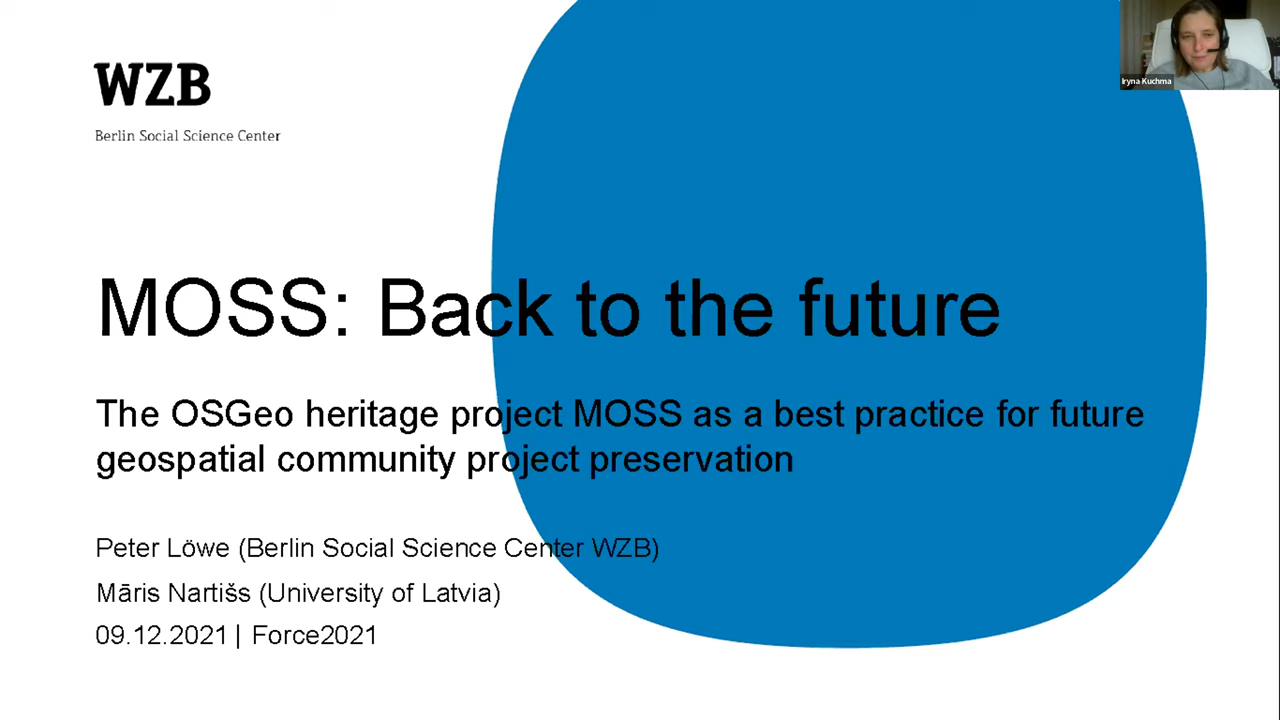 WZB
Berlin Social Science Center
Iryna Kuchma
MOSS: Back to the future
The OSGeo heritage project MOSS as a best practice for future
geospatial community project preservation
Peter Löwe (Berlin Social Science Center WZB)
Māris Nartišs (University of Latvia)
09.12.2021 | Force2021